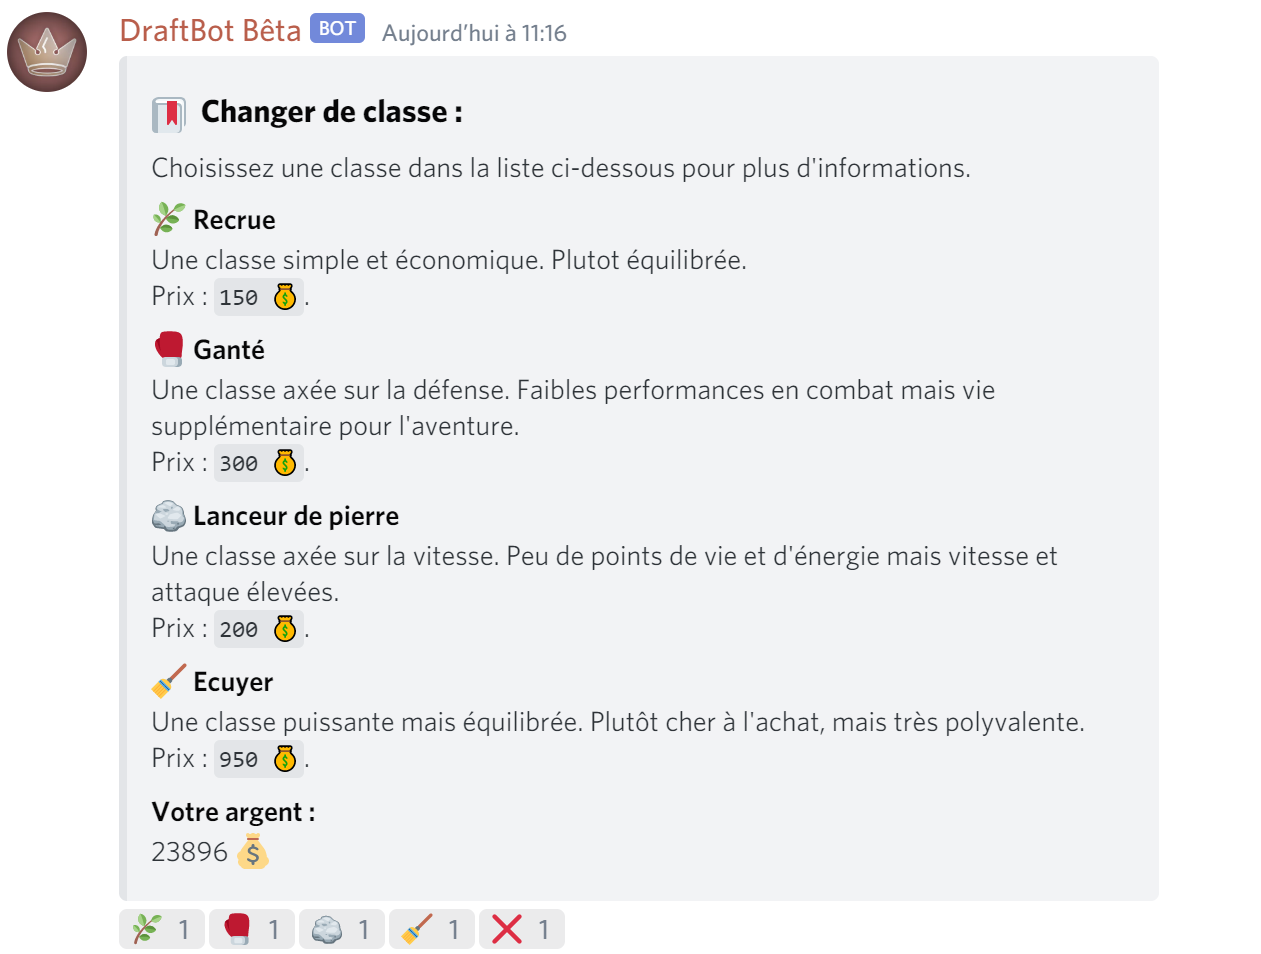 DraftBot Bêta BOT Aujourd’hui à 11:16
Changer de classe :
Choisissez une classe dans la liste ci-dessous pour plus d'informations.
Recrue
Une classe simple et économique. Plutot équilibrée.
Prix : 150 💰.
Ganté
Une classe axée sur la défense. Faibles performances en combat mais vie
supplémentaire pour l'aventure.
Prix : 300 💰.
Lanceur de pierre
Une classe axée sur la vitesse. Peu de points de vie et d'énergie mais vitesse et
attaque élevées.
Prix : 200 💰.
Ecuyer
Une classe puissante mais équilibrée. Plutôt cher à l'achat, mais très polyvalente.
Prix : 950 💰.
Votre argent :
23896 💰
1 1 1 1 1